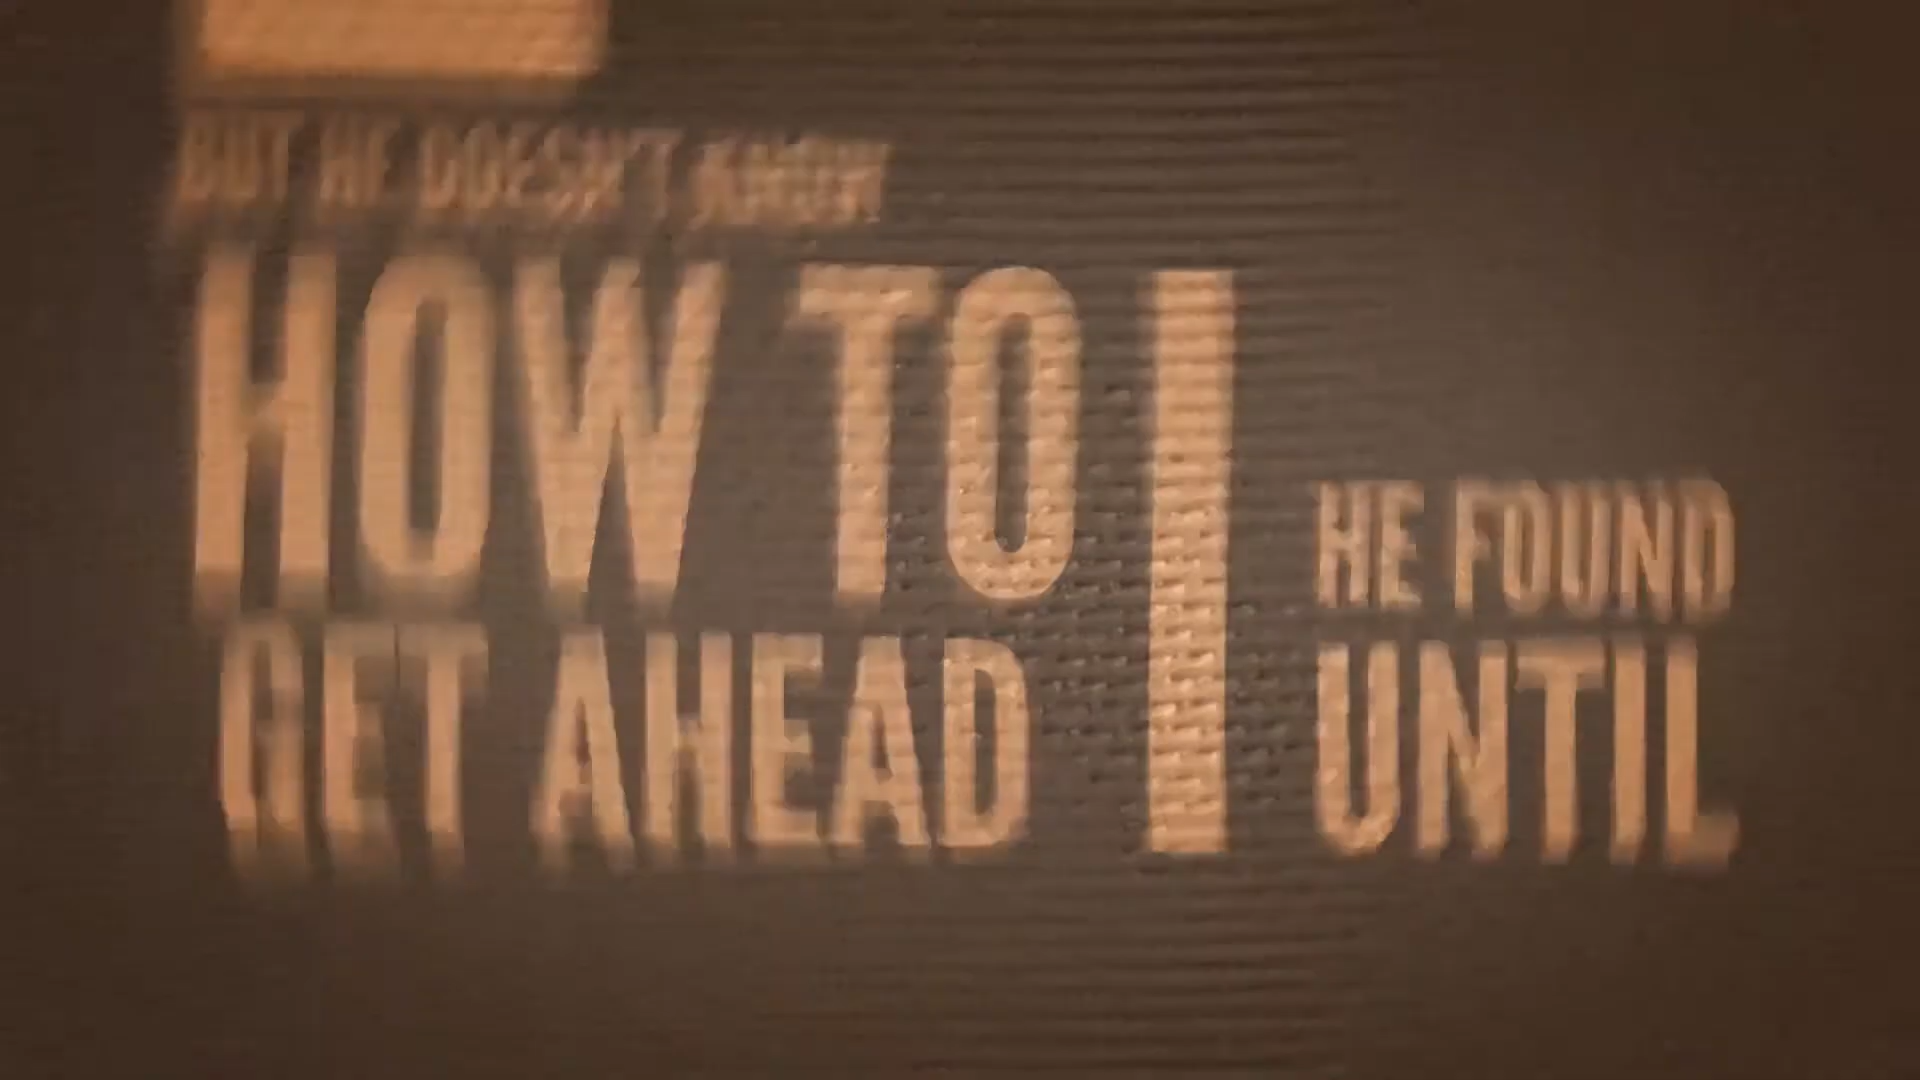 BUT HE DOESN'T KNOW
HOW TO
GET AHEAD
HE FOUND
UNTIL